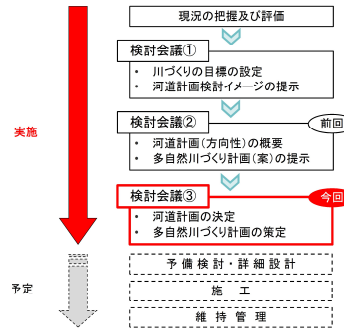 現況の把握及び評価
検討会議①
・ 川づくりの目標の設定
・ 河道計画検討・イメージの提示
検討会議②
前回
・ 河道計画(方向性)の概要
・ 多自然川づくり計画(案)の提示
実施
検討会議③
今回
・ 河道計画の決定
・ 多自然川づくり計画の策定
予定
予備検討・詳細設計
施工
維持管理